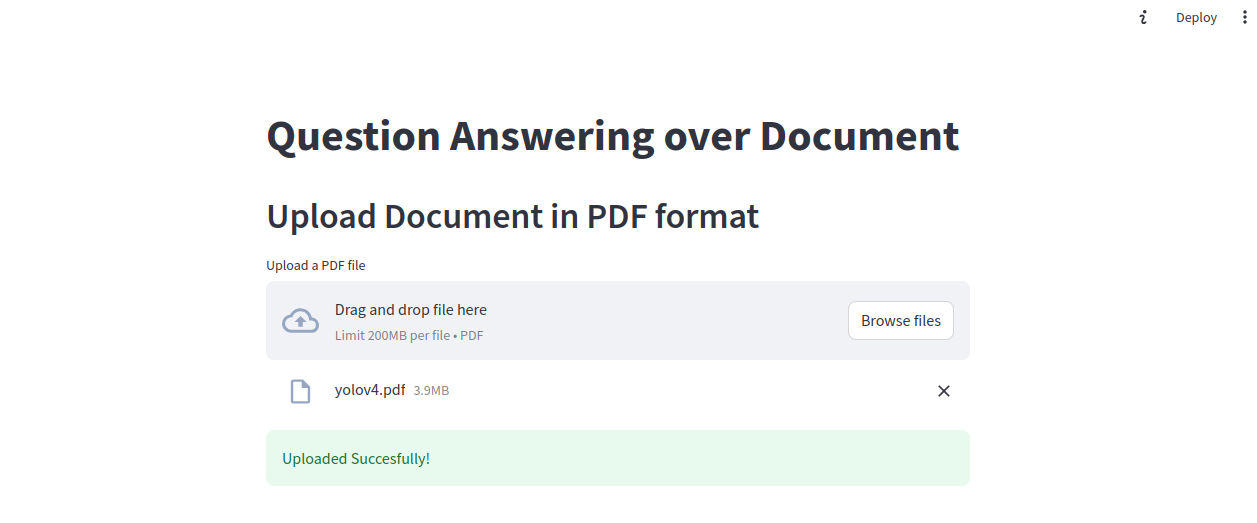 Deploy
Question Answering over Document
Upload Document in PDF format
Upload a PDF file
Drag and drop file here
Limit 200MB per file • PDF
Browse files
yolov4.pdf 3.9MB
Uploaded Succesfully!